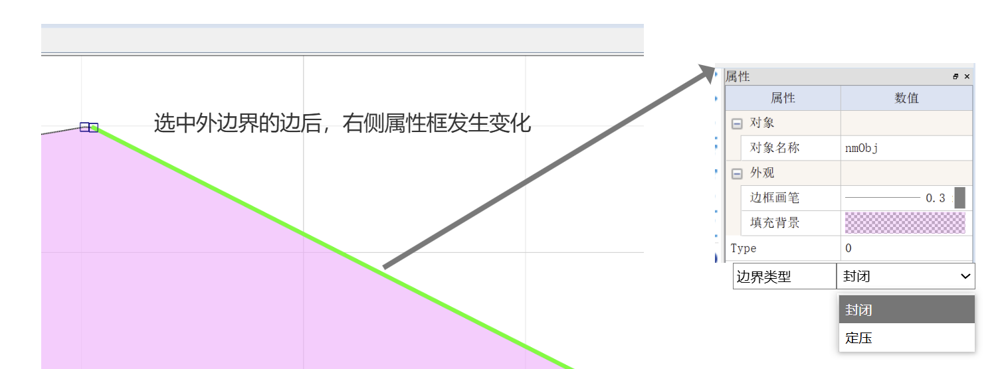 选中外边界的边后，右侧属性框发生变化
属性
属性 数值
对象
对象名称 nmObj
外观
边框画笔 0.3
填充背景
Type 0
边界类型 封闭
封闭
定压